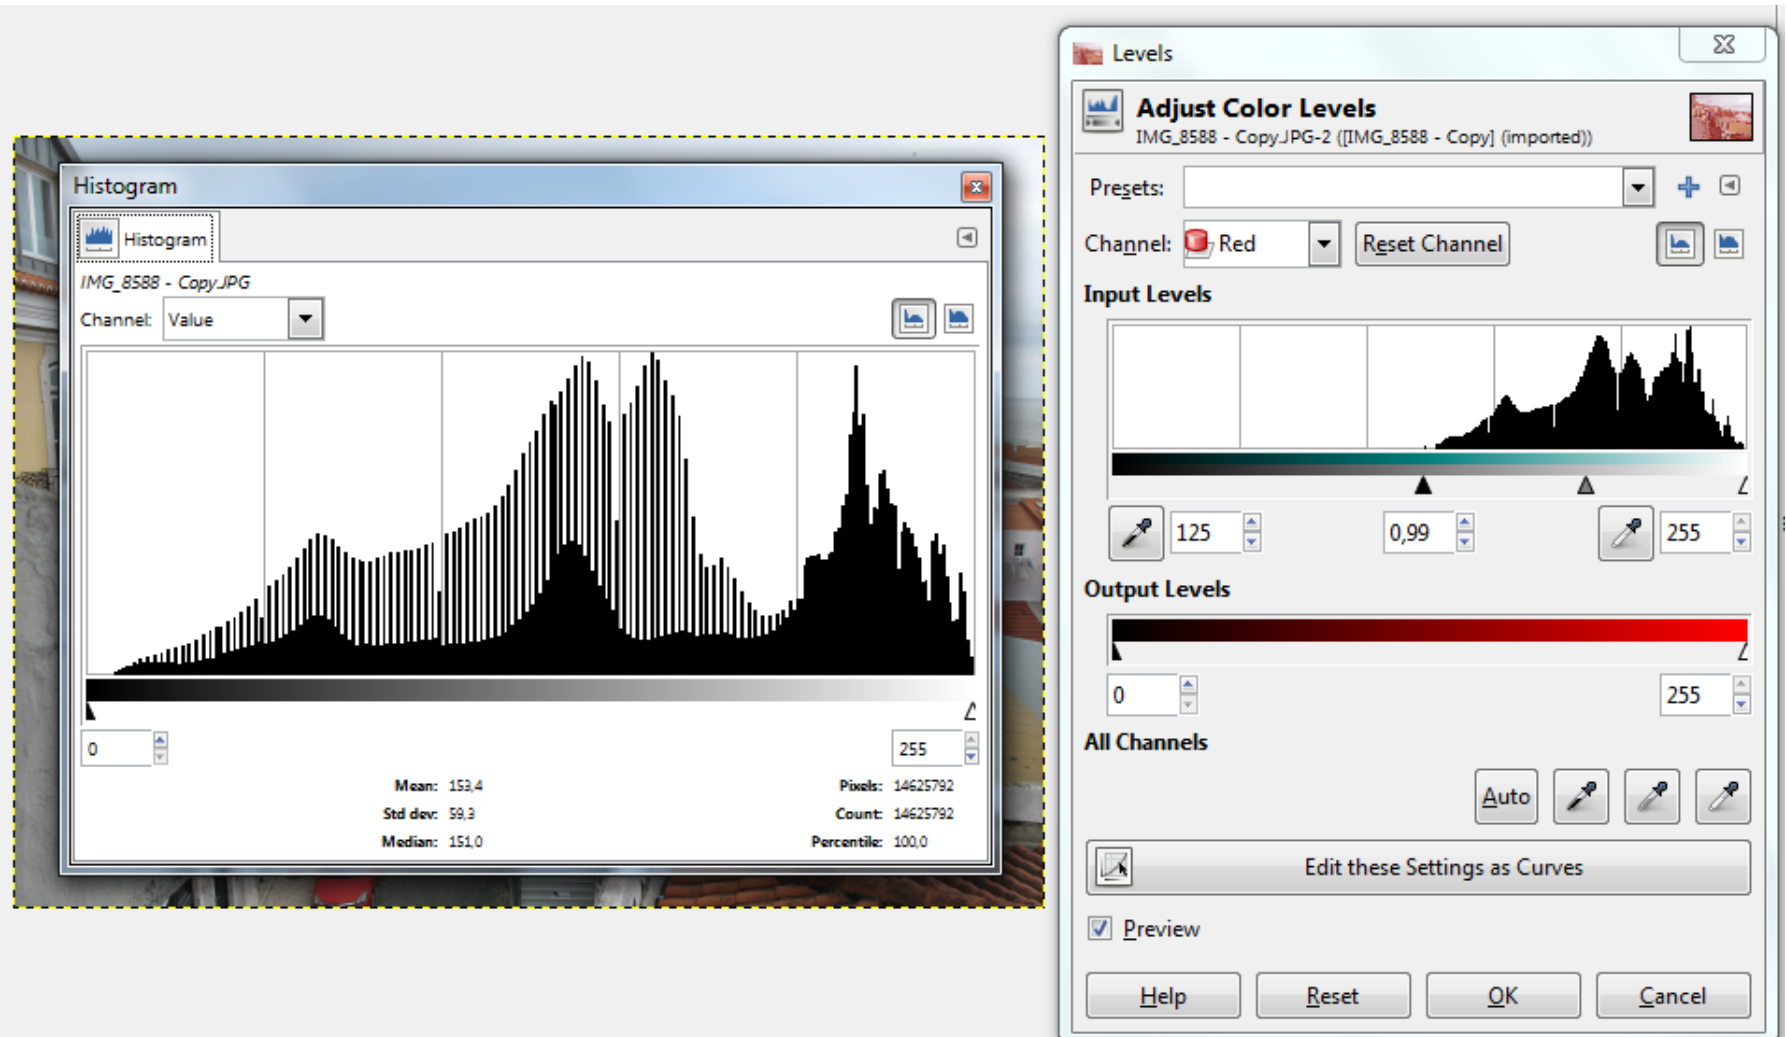 Histogram
Histogram
IMG_8588 - Copy.JPG
Channel: Value
0
255
Mean: 153,4
Pixels: 14625792
Std dev: 59,3
Count: 14625792
Median: 151,0
Percentile: 100,0
Levels
Adjust Color Levels
IMG_8588 - Copy.JPG-2 ([IMG_8588 - Copy] (imported))
Presets:
Channel: Red Reset Channel
Input Levels
125 0,99 255
Output Levels
0 255
All Channels
Auto
Edit these Settings as Curves
Preview
Help Reset OK Cancel